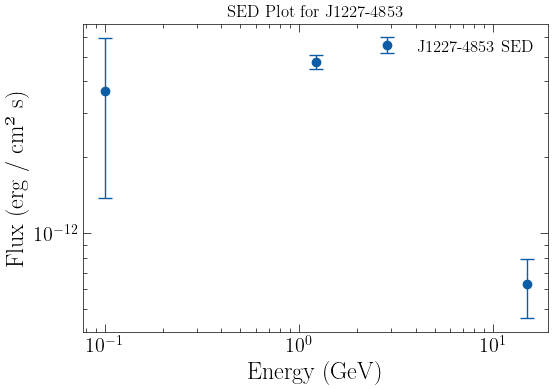 SED Plot for J1227-4853
J1227-4853 SED
Flux (erg / cm² s)
10⁻¹²
10⁻¹ 10⁰ 10¹
Energy (GeV)